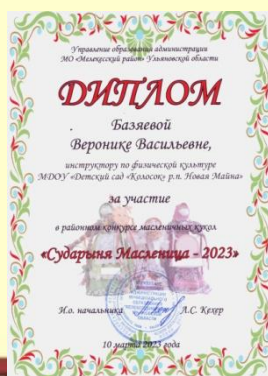 Управление образования администрации
МО «Мелекесский район» Ульяновской области
ДИПЛОМ
Базяевой
Веронике Васильевне,
инструктору по физической культуре
МДОУ «Детский сад «Колосок» р.п. Новая Майна»
за участие
в районном конкурсе масленичных кукол
«Сударыня Масленица - 2023»
И.о. начальника
Л.С. Кехер
10 марта 2023 года